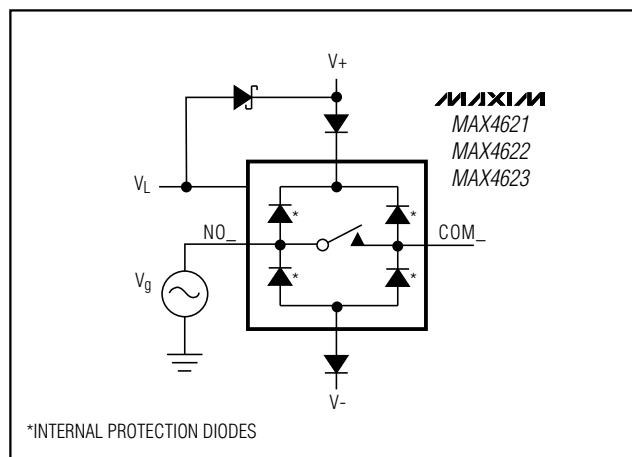 V+
MAXIM
MAX4621
MAX4622
MAX4623
VL
*
*
NO_
COM_
*
*
Vg
V-
*INTERNAL PROTECTION DIODES